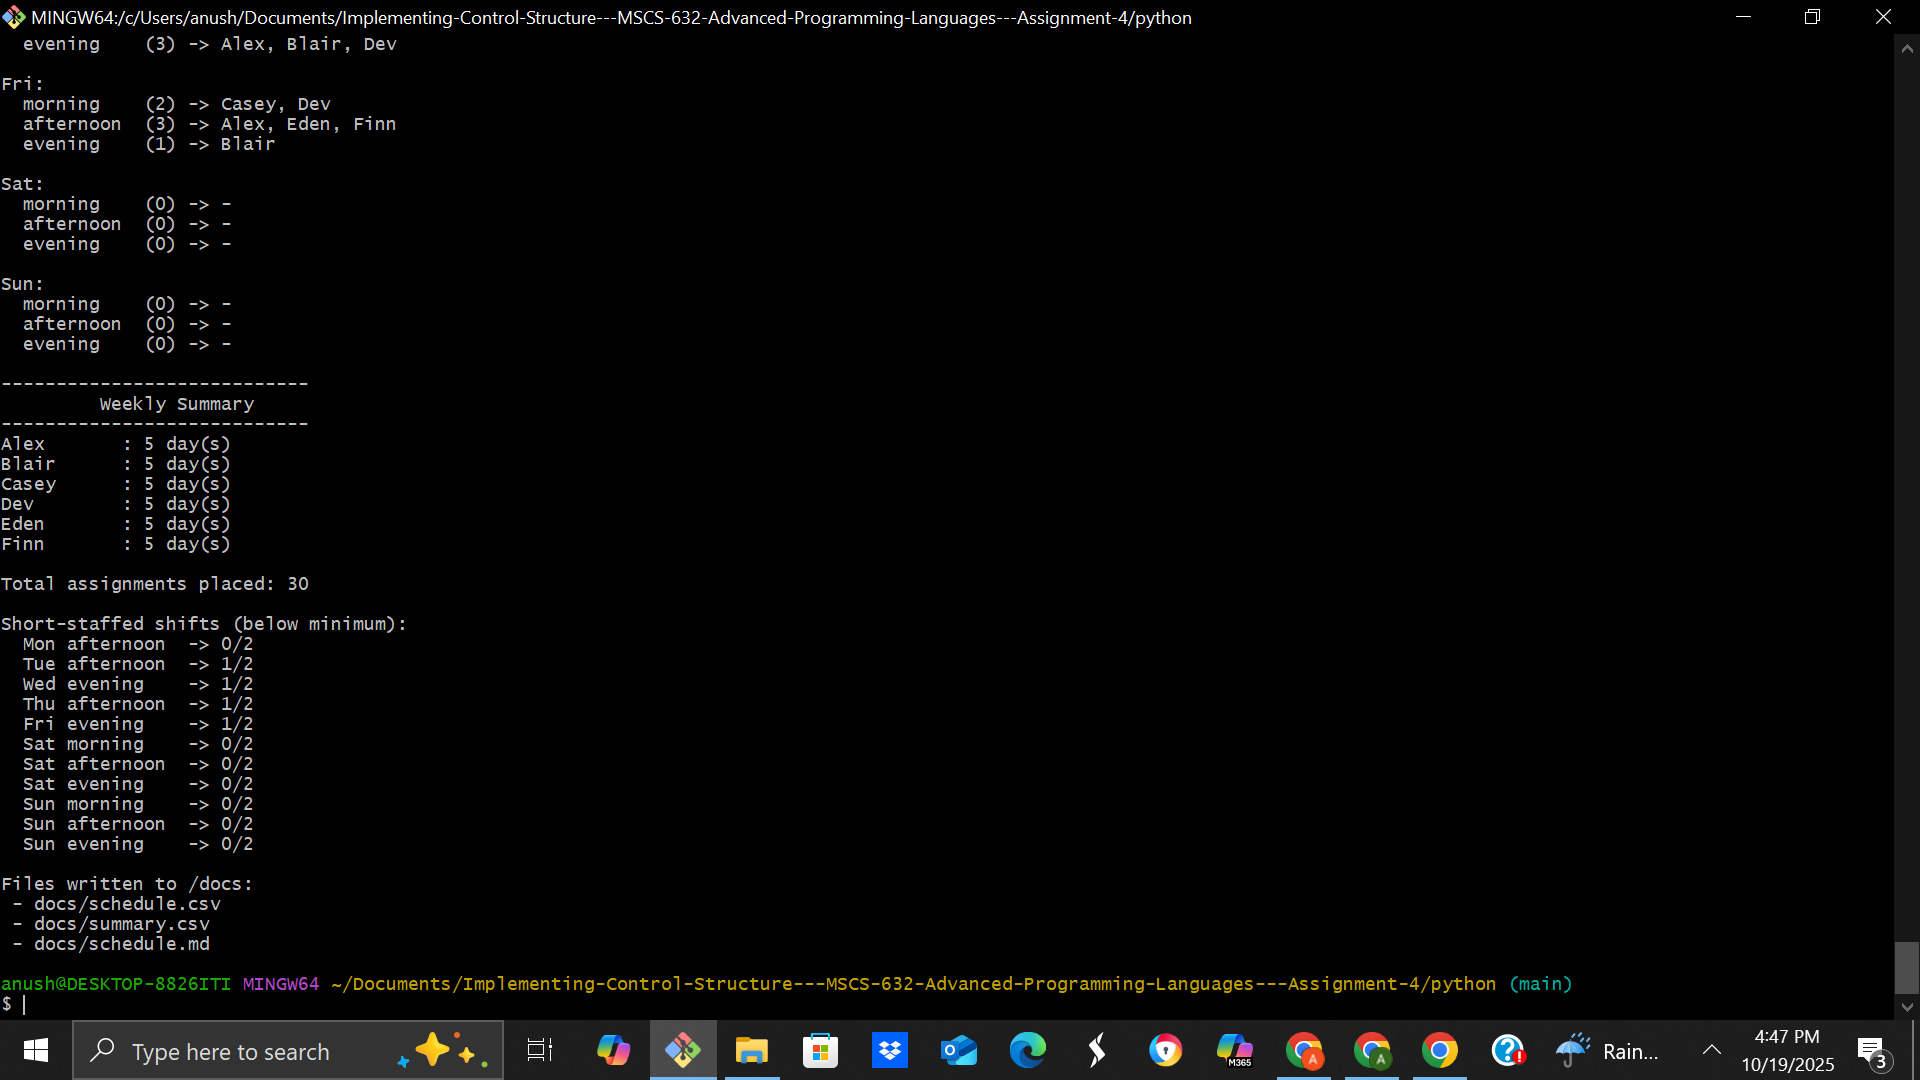 MINGW64:/c/Users/anush/Documents/Implementing-Control-Structure---MSCS-632-Advanced-Programming-Languages---Assignment-4/python
  evening    (3) -> Alex, Blair, Dev

Fri:
  morning    (2) -> Casey, Dev
  afternoon  (3) -> Alex, Eden, Finn
  evening    (1) -> Blair

Sat:
  morning    (0) -> -
  afternoon  (0) -> -
  evening    (0) -> -

Sun:
  morning    (0) -> -
  afternoon  (0) -> -
  evening    (0) -> -

----------------------------
         Weekly Summary
----------------------------
Alex       : 5 day(s)
Blair      : 5 day(s)
Casey      : 5 day(s)
Dev        : 5 day(s)
Eden       : 5 day(s)
Finn       : 5 day(s)

Total assignments placed: 30

Short-staffed shifts (below minimum):
  Mon afternoon  -> 0/2
  Tue afternoon  -> 1/2
  Wed evening    -> 1/2
  Thu afternoon  -> 1/2
  Fri evening    -> 1/2
  Sat morning    -> 0/2
  Sat afternoon  -> 0/2
  Sat evening    -> 0/2
  Sun morning    -> 0/2
  Sun afternoon  -> 0/2
  Sun evening    -> 0/2

Files written to /docs:
 - docs/schedule.csv
 - docs/summary.csv
 - docs/schedule.md

anush@DESKTOP-8826ITI MINGW64 ~/Documents/Implementing-Control-Structure---MSCS-632-Advanced-Programming-Languages---Assignment-4/python (main)
$
Type here to search
M365
A
A
Rain...
4:47 PM
10/19/2025
3